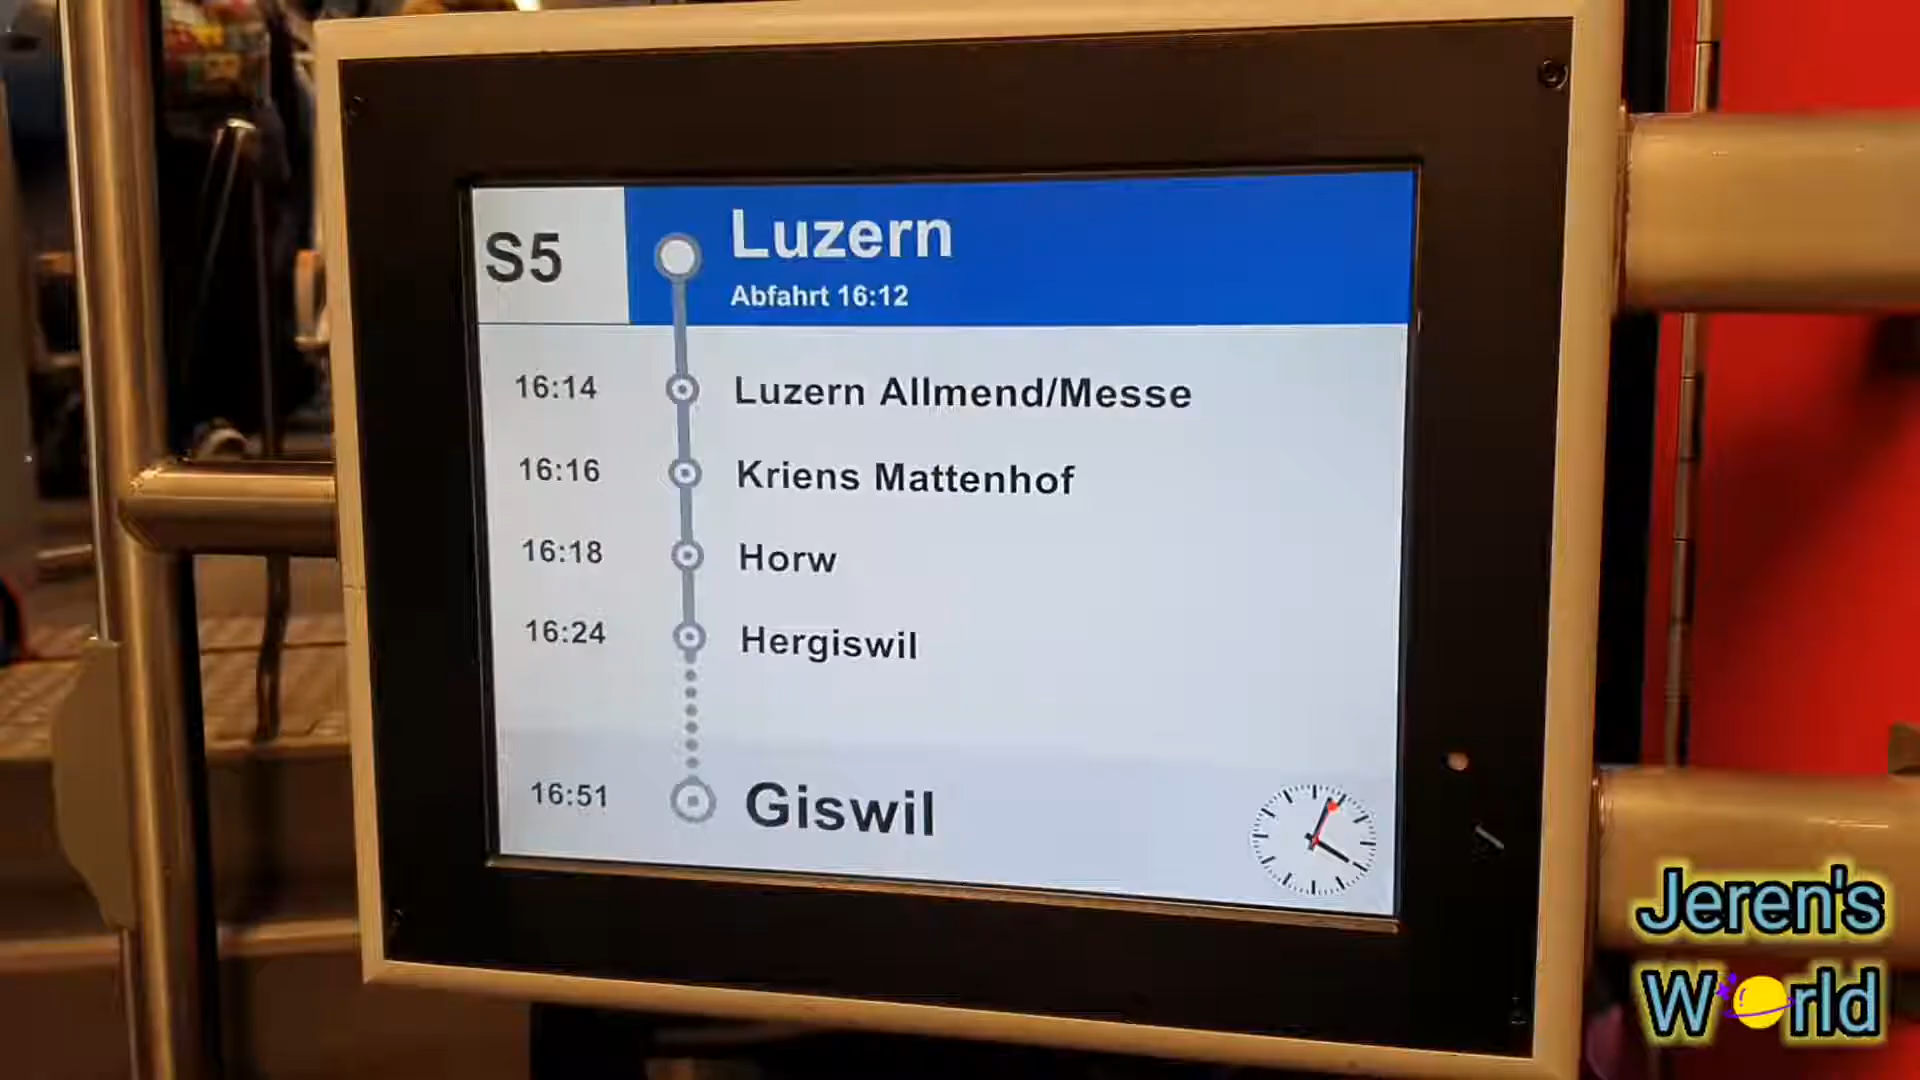 S5
Luzern
Abfahrt 16:12
16:14 Luzern Allmend/Messe
16:16 Kriens Mattenhof
16:18 Horw
16:24 Hergiswil
16:51 Giswil
Jeren's
World